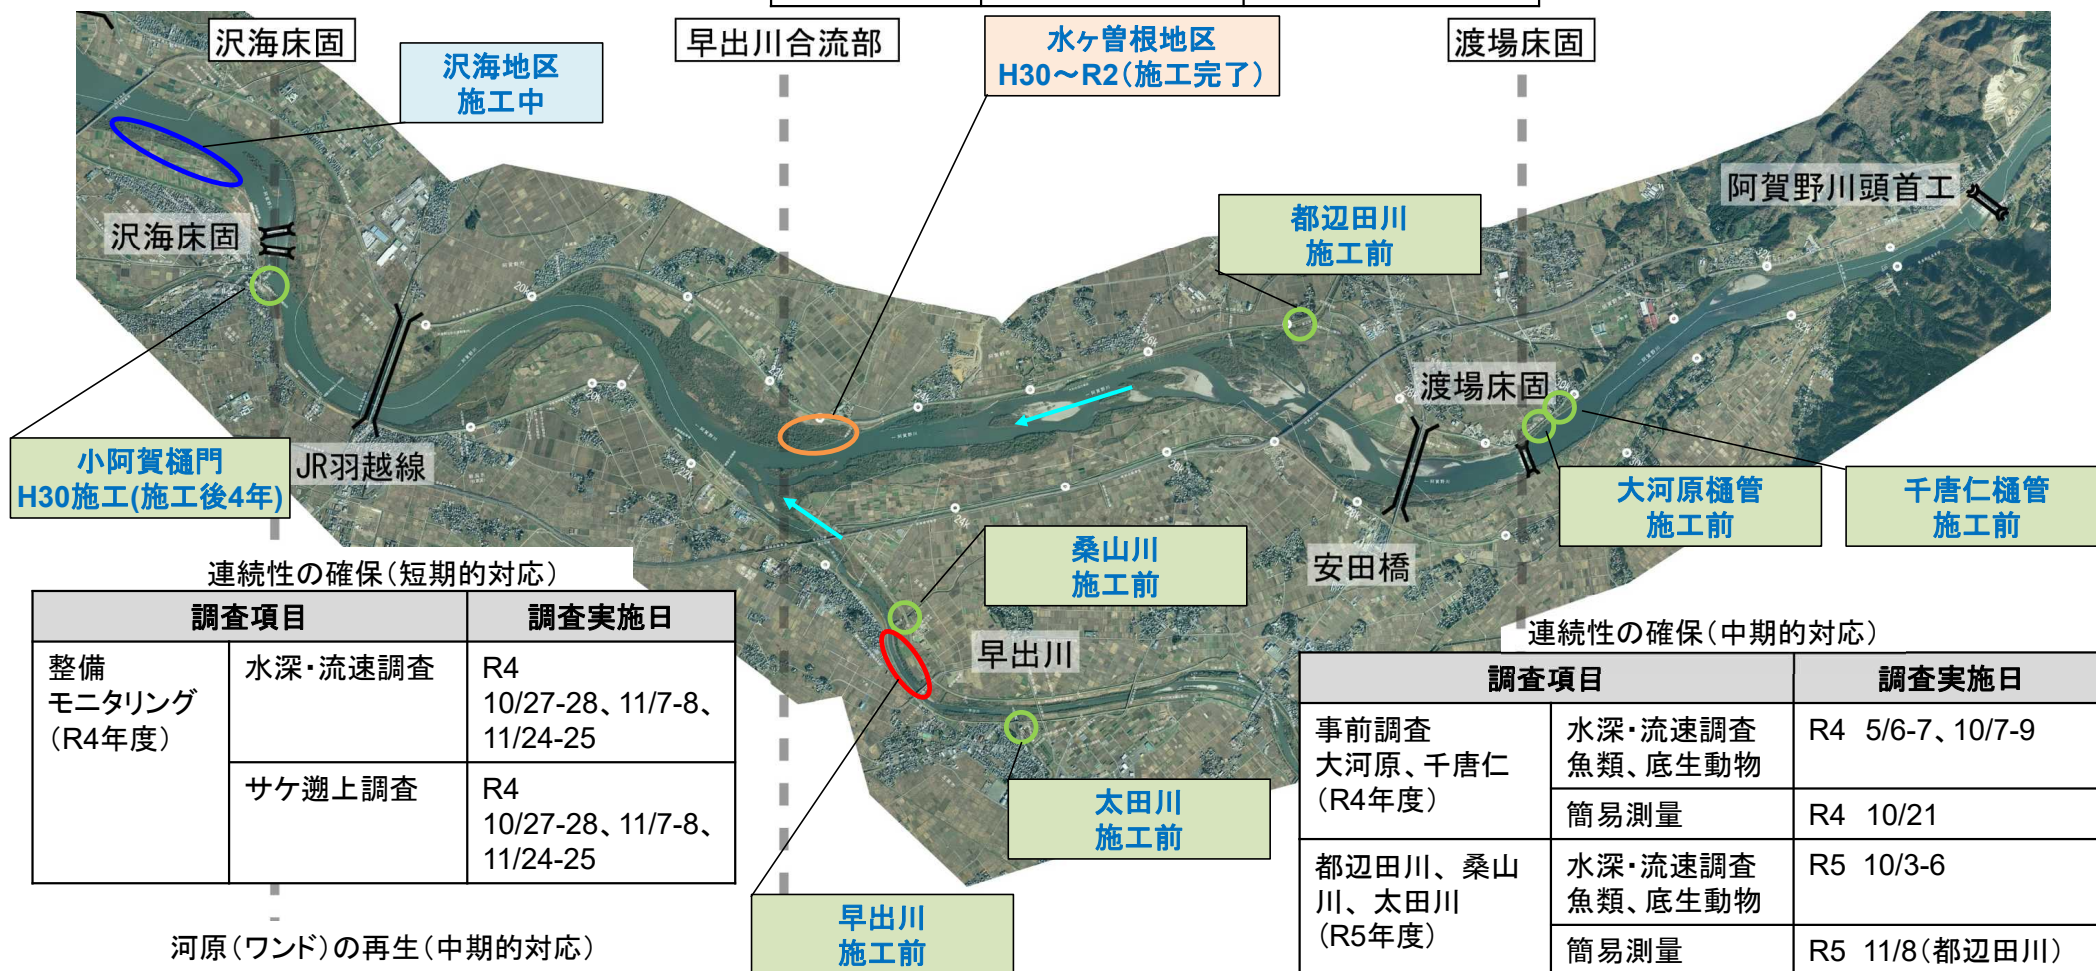 沢海床固
早出川合流部
渡場床固
沢海地区
施工中
水ヶ曽根地区
H30~R2(施工完了)
阿賀野川頭首工
都辺田川
施工前
沢海床固
渡場床固
小阿賀樋門
H30施工(施工後4年)
JR羽越線
大河原樋管
施工前
千唐仁樋管
施工前
安田橋
桑山川
施工前
早出川
太田川
施工前
早出川
施工前
20K
22K
24K
26K
26K
24K
連続性の確保(短期的対応)
調査項目 調査実施日
整備
モニタリング
(R4年度)
水深・流速調査
R4
10/27-28、11/7-8、
11/24-25
サケ遡上調査
R4
10/27-28、11/7-8、
11/24-25
河原(ワンド)の再生(中期的対応)
連続性の確保(中期的対応)
調査項目 調査実施日
事前調査
大河原、千唐仁
(R4年度)
水深・流速調査
魚類、底生動物
R4 5/6-7、10/7-9
簡易測量
R4 10/21
都辺田川、桑山
川、太田川
(R5年度)
水深・流速調査
魚類、底生動物
R5 10/3-6
簡易測量
R5 11/8(都辺田川)